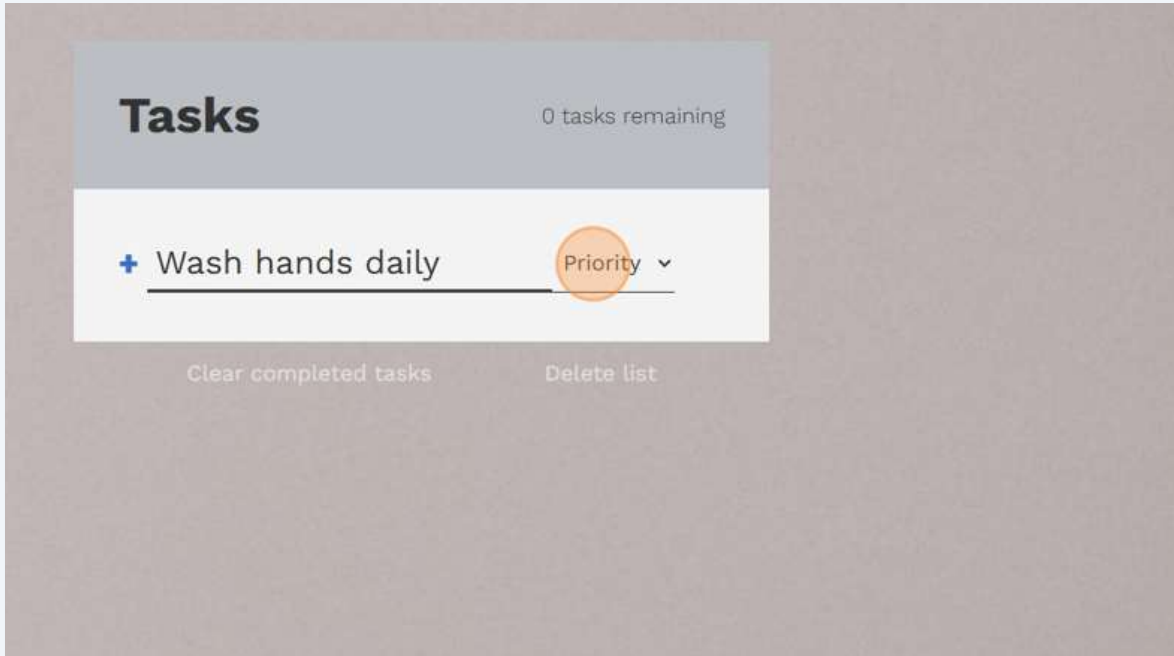 Tasks
0 tasks remaining
+ Wash hands daily
Priority
Clear completed tasks
Delete list